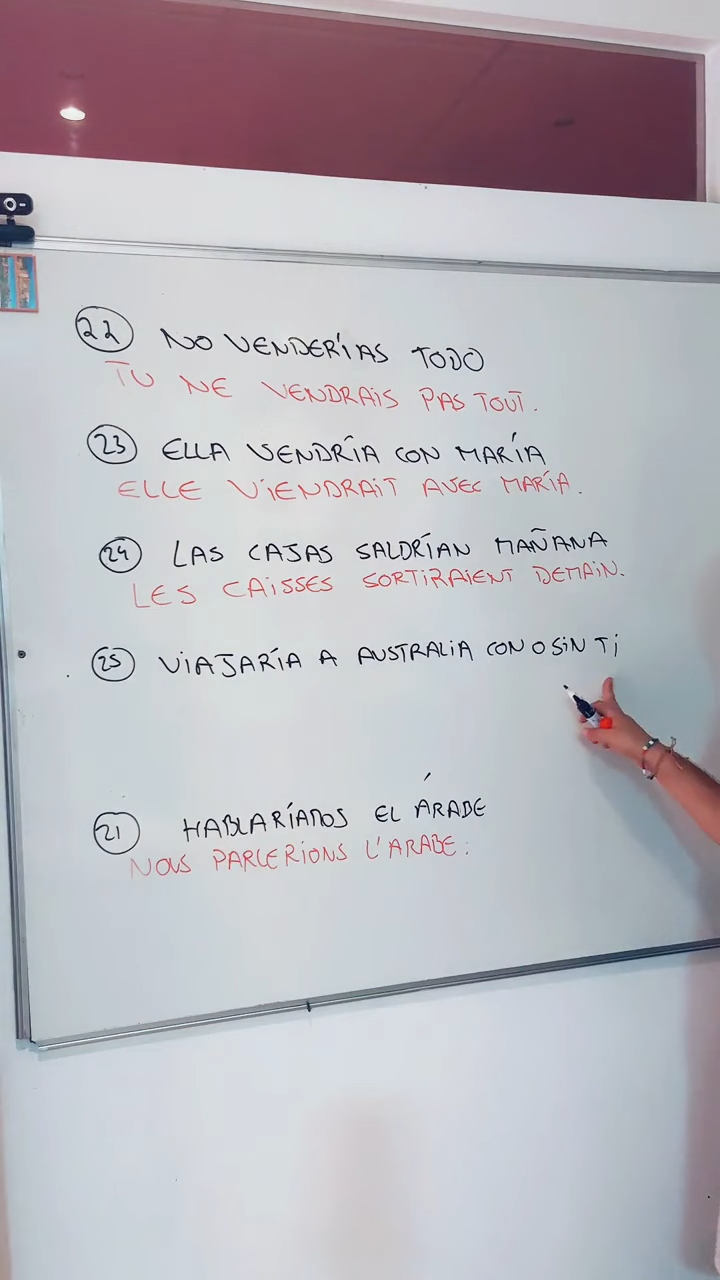 22 NO VENDERÍAS TODO
TU NE VENDRAIS PAS TOUT.
23 ELLA VENDRÍA CON MARÍA
ELLE VIENDRAIT AVEC MARÍA.
24 LAS CAJAS SALDRÍAN MAÑANA
LES CAISSES SORTIRAIENT DEMAIN.
25 VIAJARÍA A AUSTRALIA CON O SIN TI
21 HABLARÍAMOS EL ÁRABE
NOUS PARLERIONS L'ARABE.